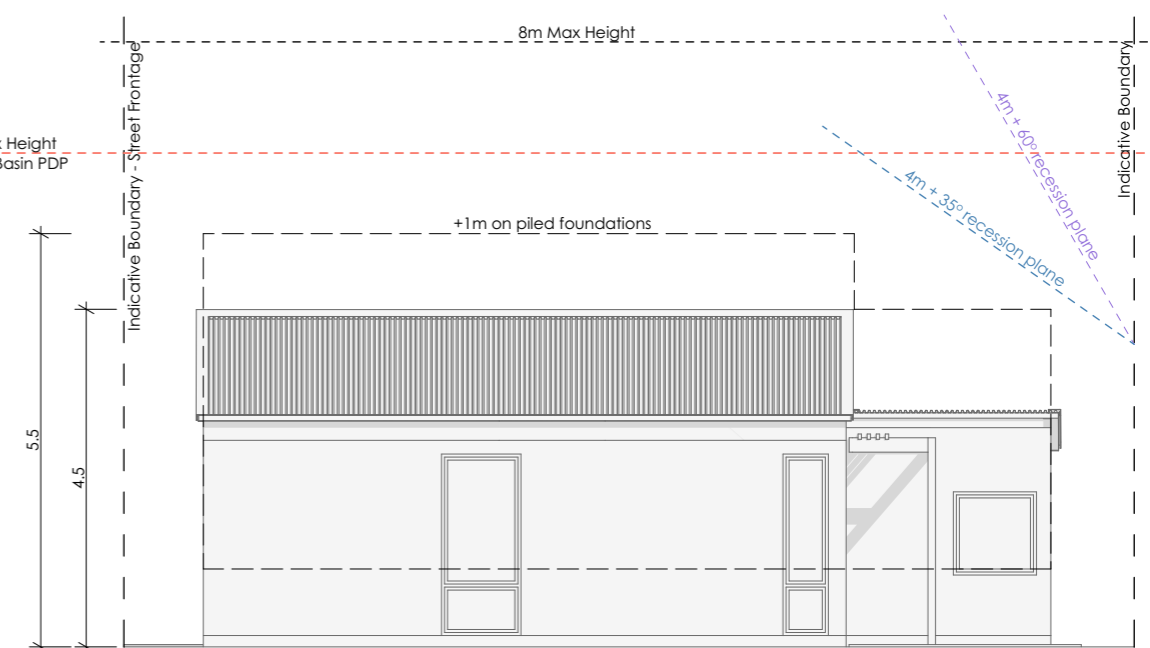 8m Max Height
Indicative Boundary - Street Frontage
Indicative Boundary
4m + 60° recession plane
Height
Basin PDP
4m + 35° recession plane
+1m on piled foundations
5.5
4.5